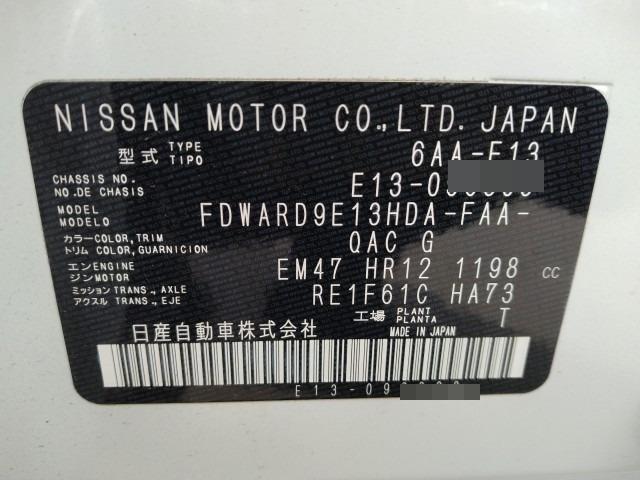 NISSAN MOTOR CO.,LTD. JAPAN
型式 TYPE TIPO 6AA-E13
CHASSIS NO. NO.DE CHASIS E13-09
MODEL MODELO FDWARD9E13HDA-FAA-
カラー COLOR,TRIM トリム COLOR,GUARNICION QAC G
エンジン ENGINE MOTOR EM47 HR12 1198 cc
ミッション TRANS.,AXLE アクスル TRANS.,EJE RE1F61C HA73
工場 PLANT PLANTA T
日産自動車株式会社 MADE IN JAPAN
E13-09